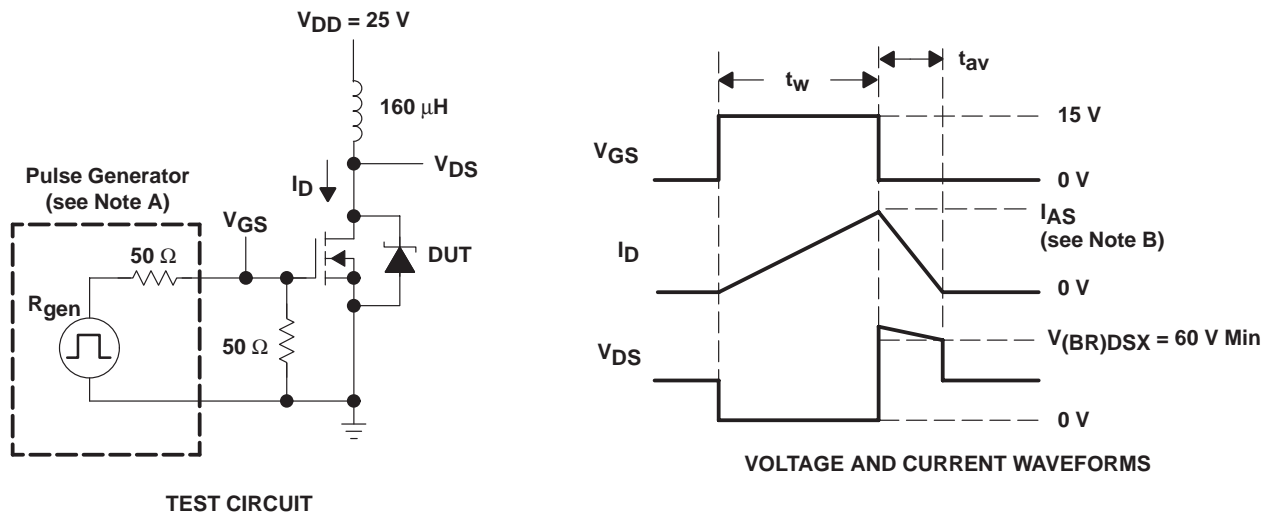 VDD = 25 V
160 μH
VDS
ID
Pulse Generator
(see Note A)
VGS
50 Ω
DUT
Rgen
50 Ω
TEST CIRCUIT
tw
tav
VGS
15 V
0 V
ID
IAS
(see Note B)
0 V
VDS
V(BR)DSX = 60 V Min
0 V
VOLTAGE AND CURRENT WAVEFORMS